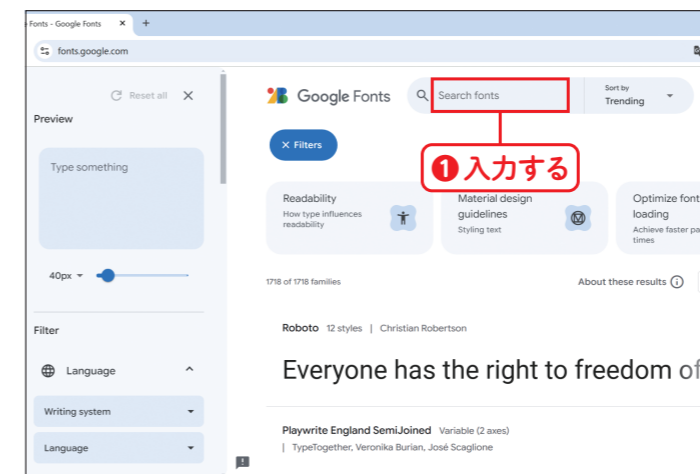 Fonts - Google Fonts
fonts.google.com
Reset all
Preview
Type something
40px
Filter
Language
Writing system
Language
Google Fonts
Search fonts
Sort by
Trending
Filters
❶入力する
Readability
How type influences
readability
Material design
guidelines
Styling text
Optimize font
loading
Achieve faster pa
times
1718 of 1718 families
About these results
Roboto 12 styles | Christian Robertson
Everyone has the right to freedom of
Playwrite England SemiJoined Variable (2 axes)
| TypeTogether, Veronika Burian, José Scaglione